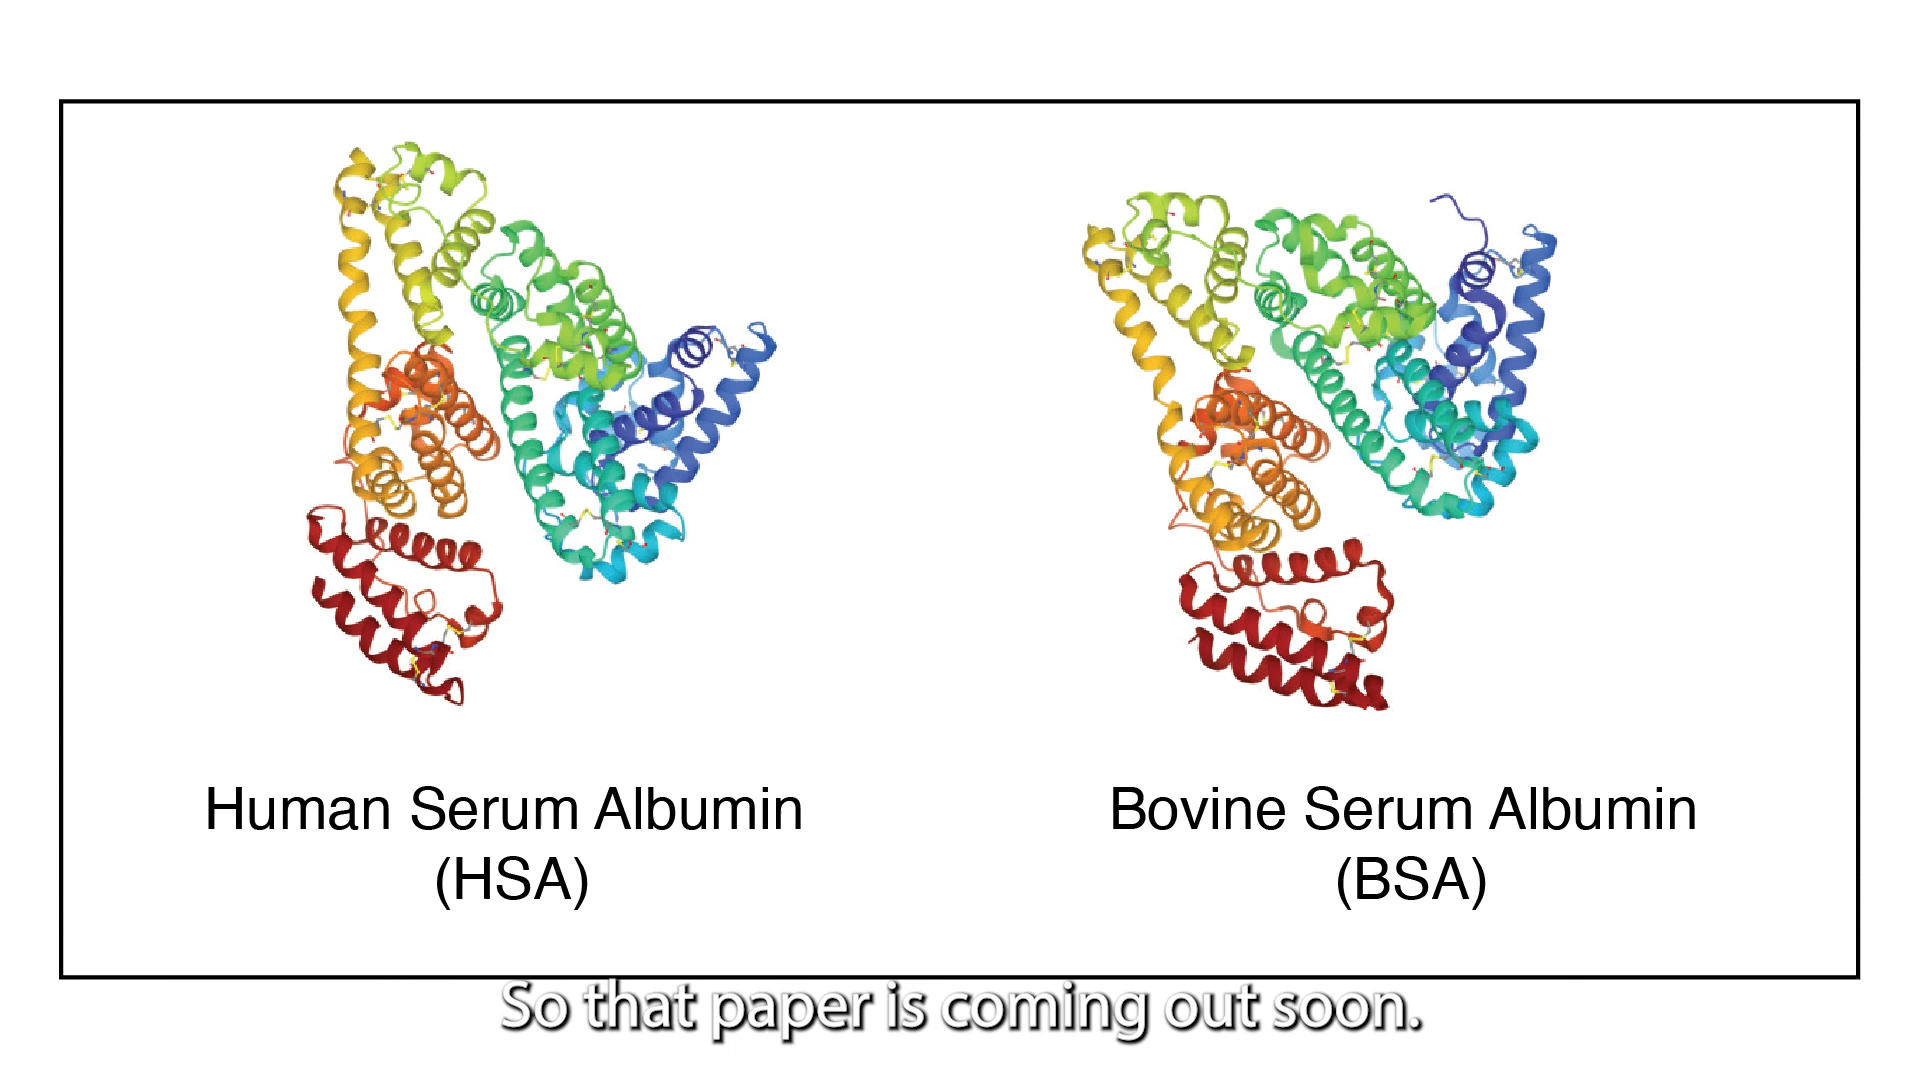 Human Serum Albumin
(HSA)
Bovine Serum Albumin
(BSA)
So that paper is coming out soon.